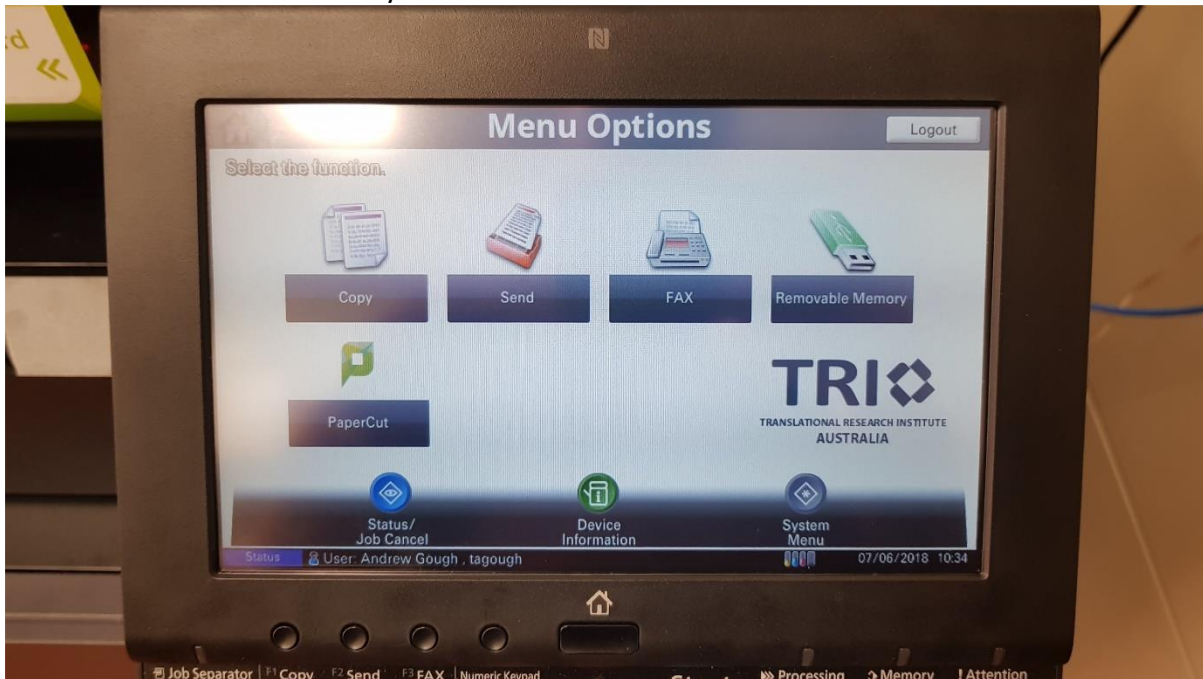 rd
Menu Options
Logout
Select the function.
Copy
Send
FAX
Removable Memory
PaperCut
TRI
TRANSLATIONAL RESEARCH INSTITUTE
AUSTRALIA
Status/
Job Cancel
Device
Information
System
Menu
Status
User: Andrew Gough , tagough
07/06/2018 10:34
Job Separator
F1 Copy
F2 Send
F3 FAX
Numeric Keypad
Processing
Memory
Attention